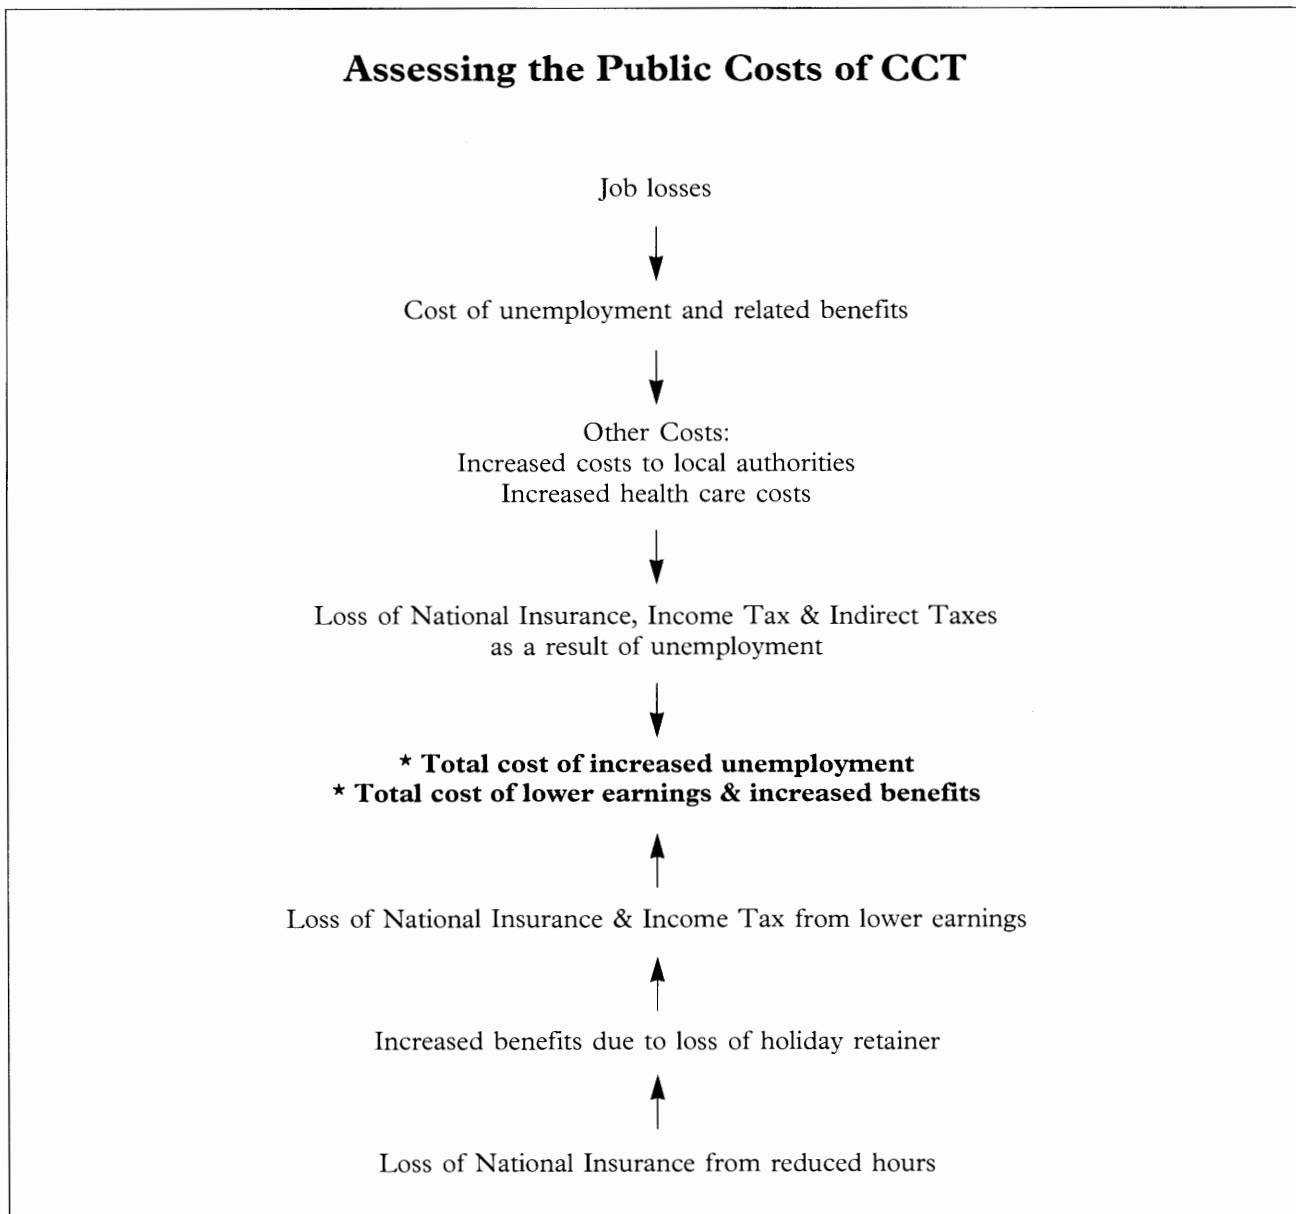 Assessing the Public Costs of CCT
Job losses
Cost of unemployment and related benefits
Other Costs:
Increased costs to local authorities
Increased health care costs
Loss of National Insurance, Income Tax & Indirect Taxes
as a result of unemployment
* Total cost of increased unemployment
* Total cost of lower earnings & increased benefits
Loss of National Insurance & Income Tax from lower earnings
Increased benefits due to loss of holiday retainer
Loss of National Insurance from reduced hours